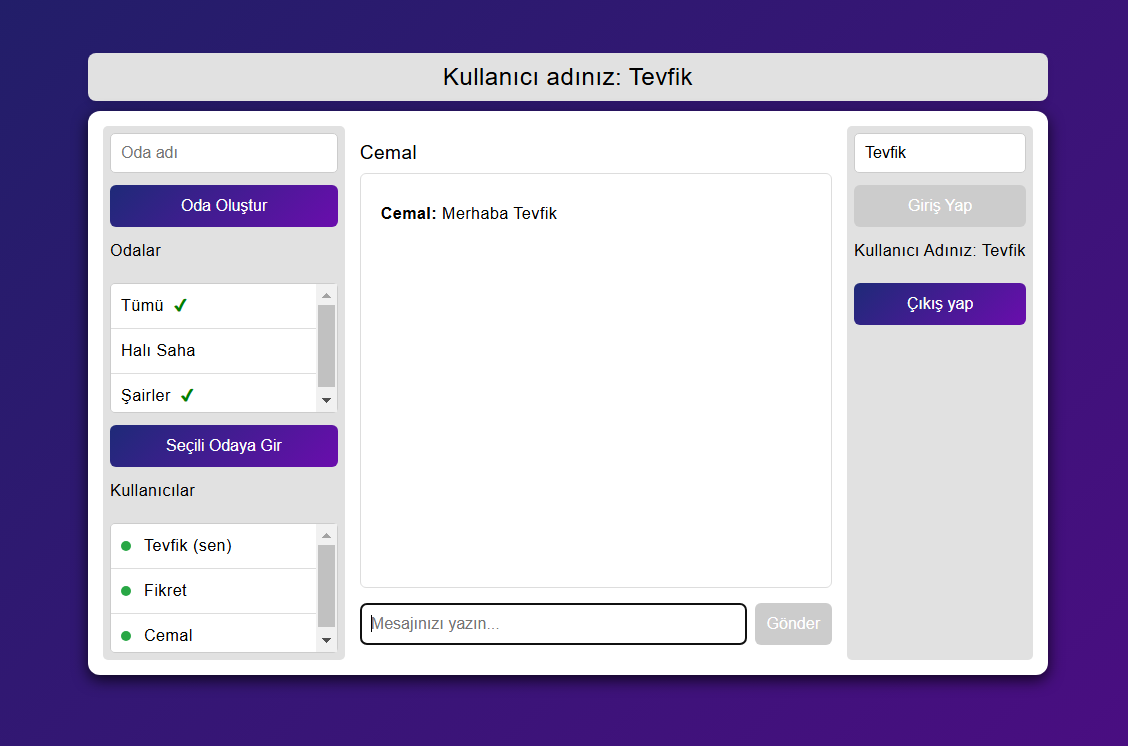 Kullanıcı adınız: Tevfik
Oda adı
Oda Oluştur
Odalar
Tümü ✔
Halı Saha
Şairler ✔
Seçili Odaya Gir
Kullanıcılar
Tevfik (sen)
Fikret
Cemal
Cemal
Cemal: Merhaba Tevfik
Mesajınızı yazın...
Gönder
Tevfik
Giriş Yap
Kullanıcı Adınız: Tevfik
Çıkış yap